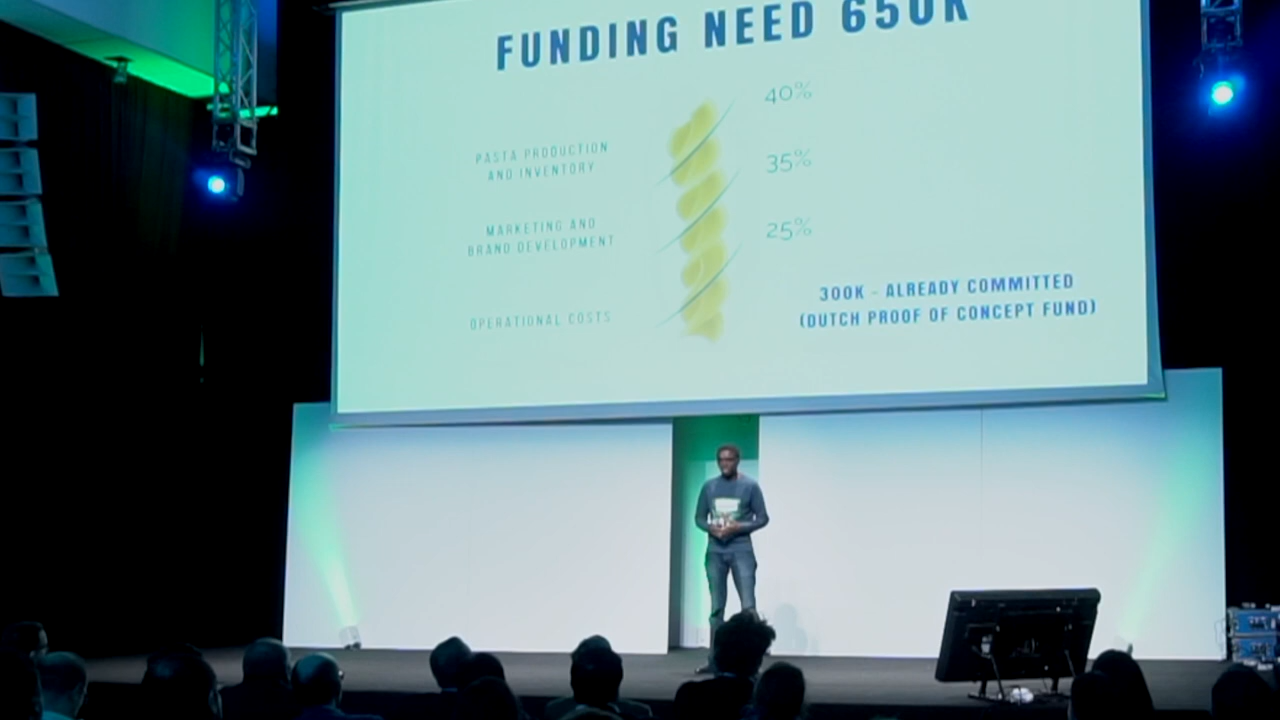 FUNDING NEED 650K
40%
PASTA PRODUCTION
AND INVENTORY
35%
MARKETING AND
BRAND DEVELOPMENT
25%
300K - ALREADY COMMITTED
(DUTCH PROOF OF CONCEPT FUND)
OPERATIONAL COSTS